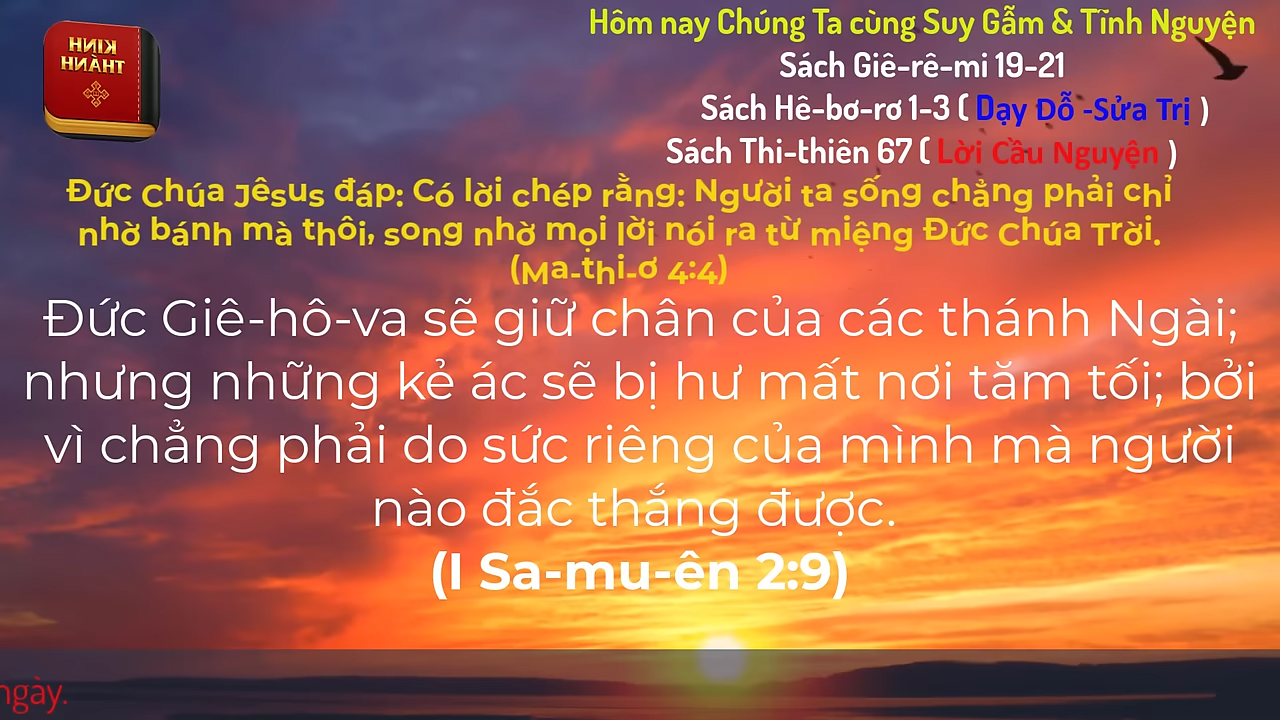 KINH
THÁNH
Hôm nay Chúng Ta cùng Suy Gẫm & Tĩnh Nguyện
Sách Giê-rê-mi 19-21
Sách Hê-bơ-rơ 1-3 ( Dạy Đỗ -Sửa Trị )
Sách Thi-thiên 67 ( Lời Cầu Nguyện )
Đức Chúa Jêsus đáp: Có lời chép rằng: Người ta sống chẳng phải chỉ
nhờ bánh mà thôi, song nhờ mọi lời nói ra từ miệng Đức Chúa Trời.
(Ma-thi-ơ 4:4)
Đức Giê-hô-va sẽ giữ chân của các thánh Ngài;
nhưng những kẻ ác sẽ bị hư mất nơi tăm tối; bởi
vì chẳng phải do sức riêng của mình mà người
nào đắc thắng được.
(I Sa-mu-ên 2:9)
ngày.